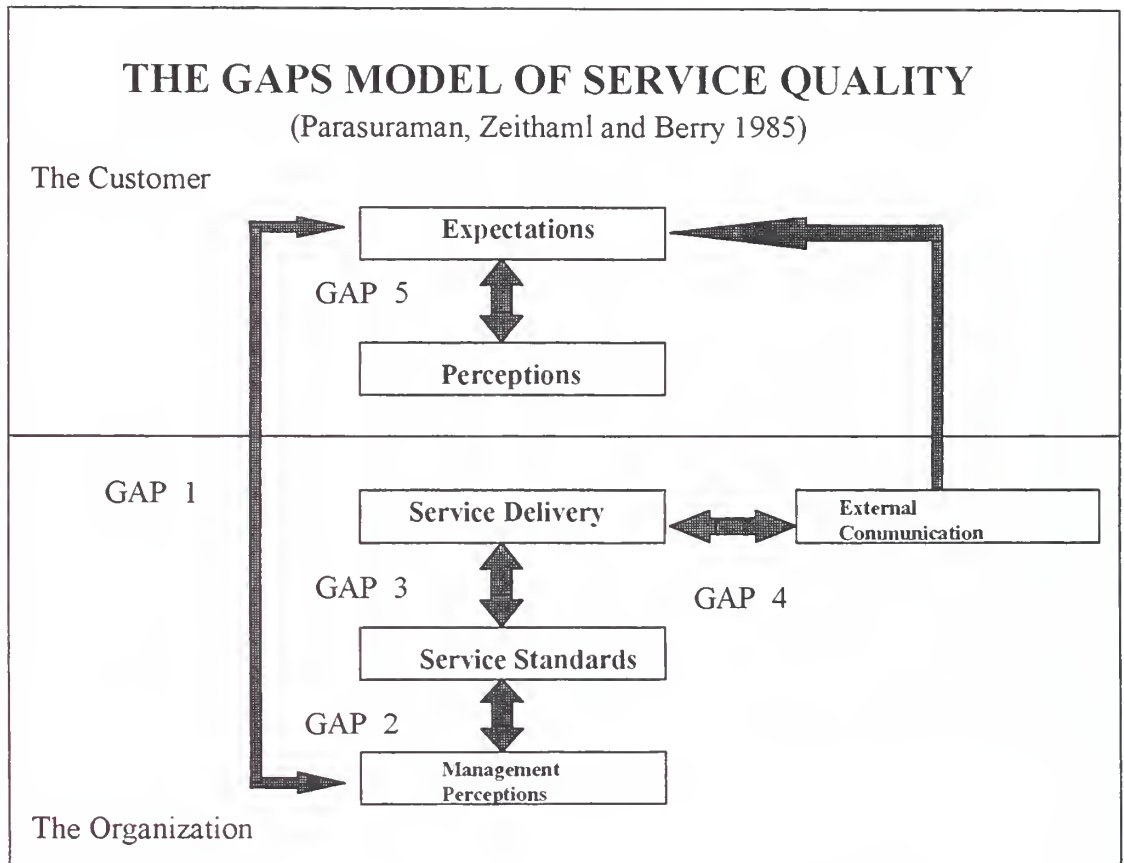 THE GAPS MODEL OF SERVICE QUALITY
(Parasuraman, Zeithaml and Berry 1985)
The Customer
Expectations
GAP 5
Perceptions
GAP 1
Service Delivery
External
Communication
GAP 3
GAP 4
Service Standards
GAP 2
Management
Perceptions
The Organization